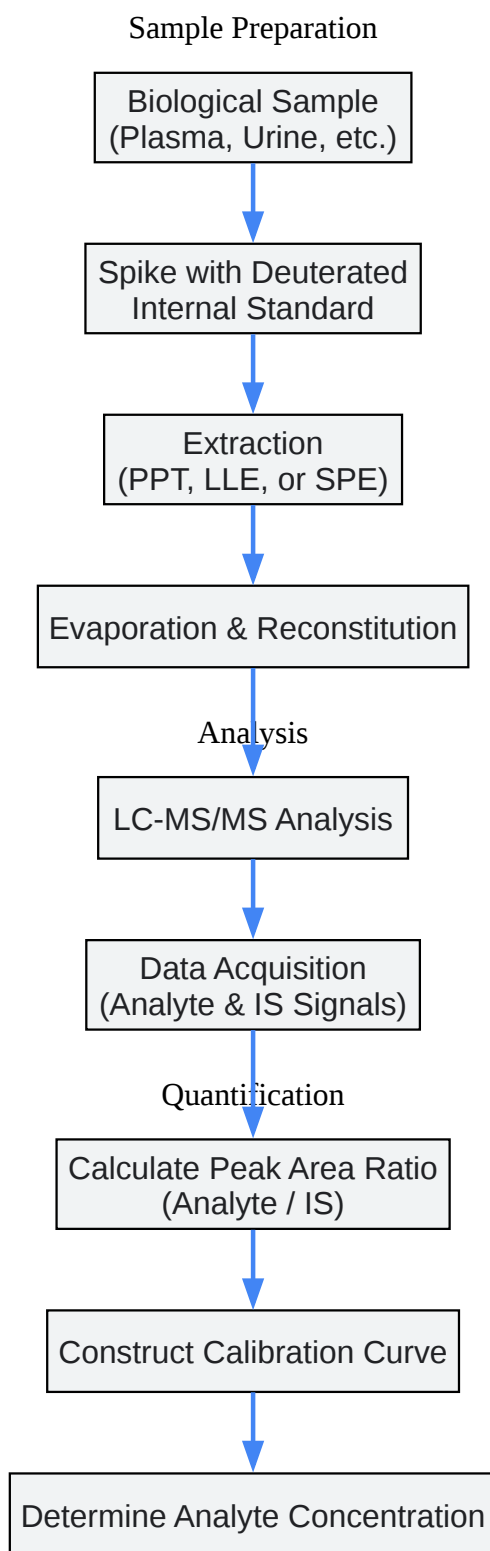 Sample Preparation
Biological Sample
(Plasma, Urine, etc.)
Spike with Deuterated
Internal Standard
Extraction
(PPT, LLE, or SPE)
Evaporation & Reconstitution
Analysis
LC-MS/MS Analysis
Data Acquisition
(Analyte & IS Signals)
Quantification
Calculate Peak Area Ratio
(Analyte / IS)
Construct Calibration Curve
Determine Analyte Concentration